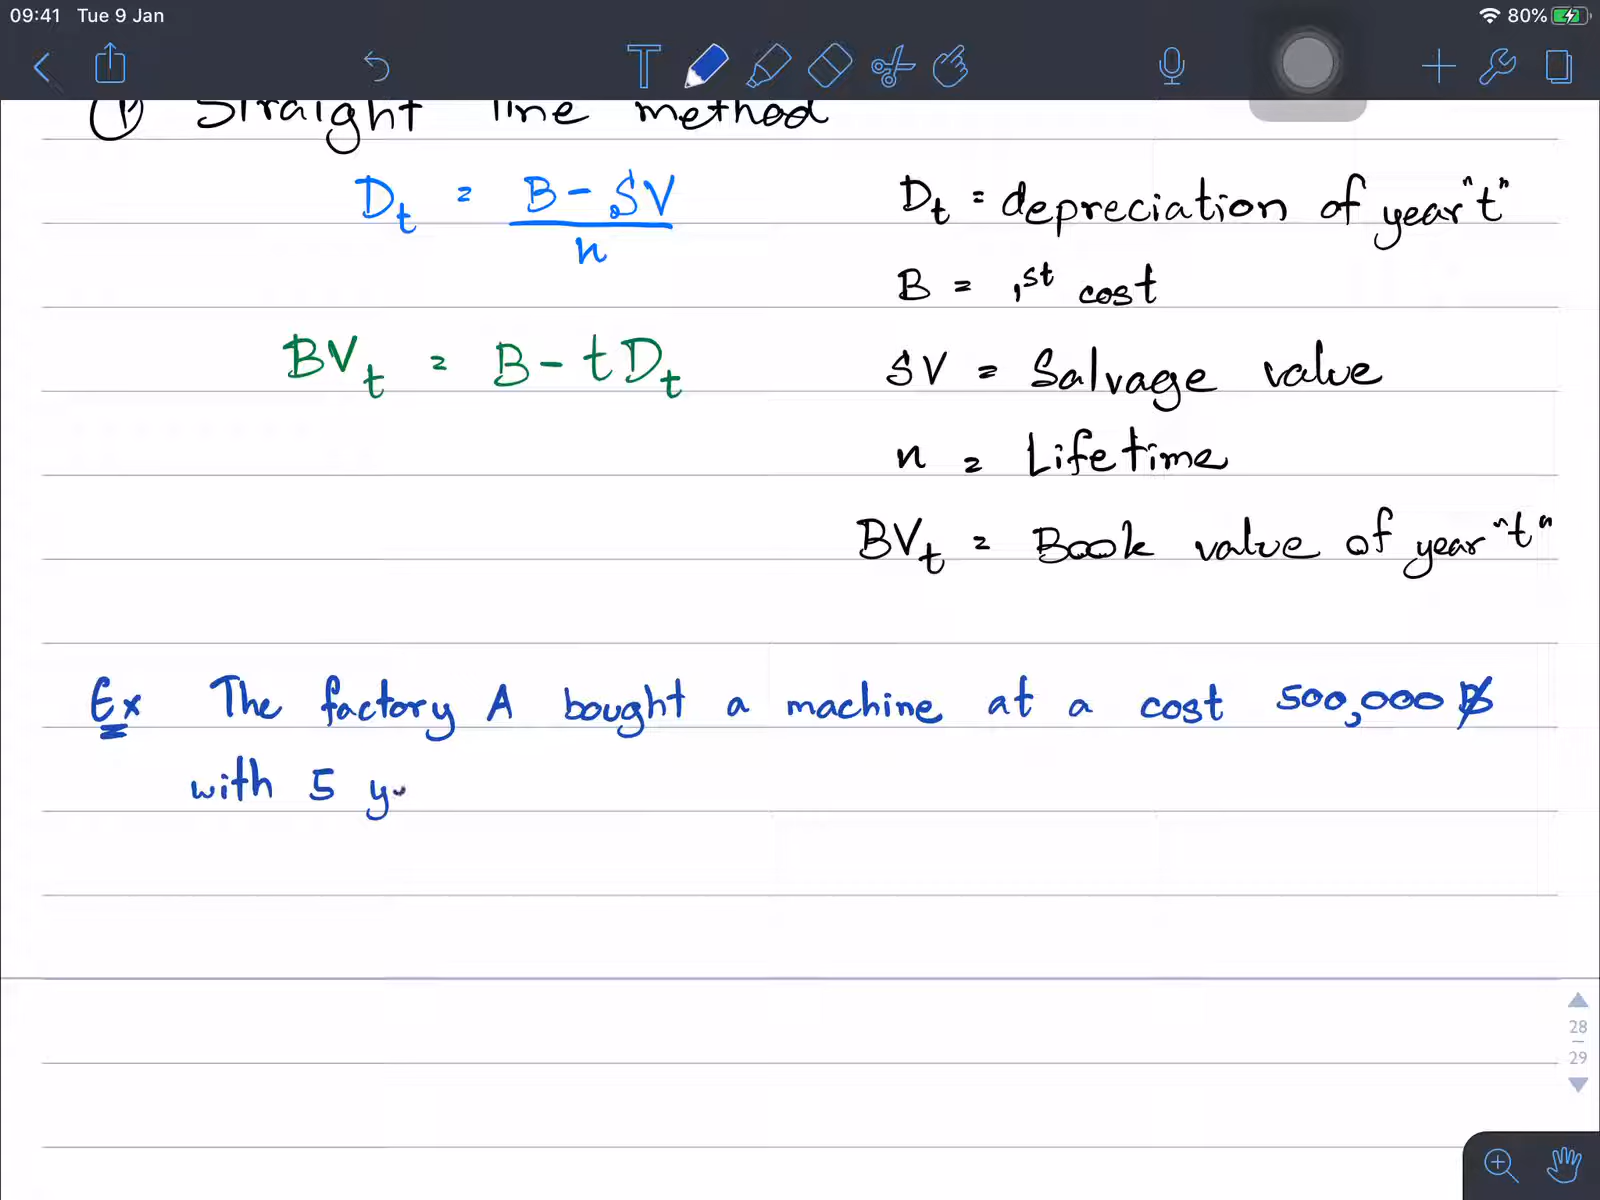 09:41 Tue 9 Jan 80%
① Straight line method
Dt = B - SV / n
Dt = depreciation of year "t"
B = 1st cost
BVt = B - t Dt
SV = Salvage value
n = Lifetime
BVt = Book value of year "t"
Ex The factory A bought a machine at a cost 500,000 ฿
with 5 y
28
29